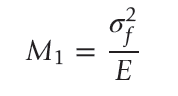 M₁ = σ_f² / E